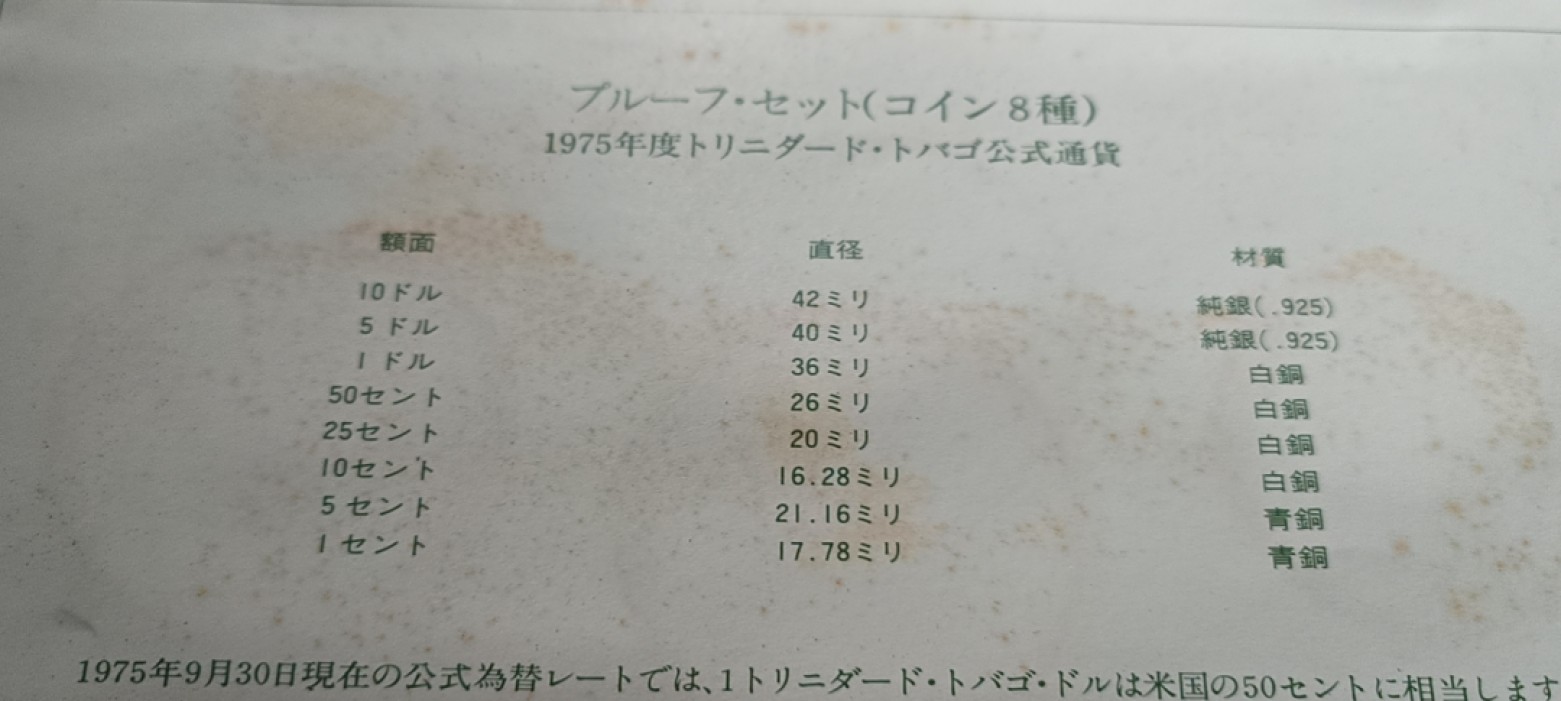 プルーフ・セット(コイン8種)
1975年度トリニダード・トバゴ公式通貨
額面 直径 材質
10ドル 42ミリ 純銀(.925)
5ドル 40ミリ 純銀(.925)
1ドル 36ミリ 白銅
50セント 26ミリ 白銅
25セント 20ミリ 白銅
10セント 16.28ミリ 白銅
5セント 21.16ミリ 青銅
1セント 17.78ミリ 青銅
1975年9月30日現在の公式為替レートでは、1トリニダード・トバゴ・ドルは米国の50セントに相当します